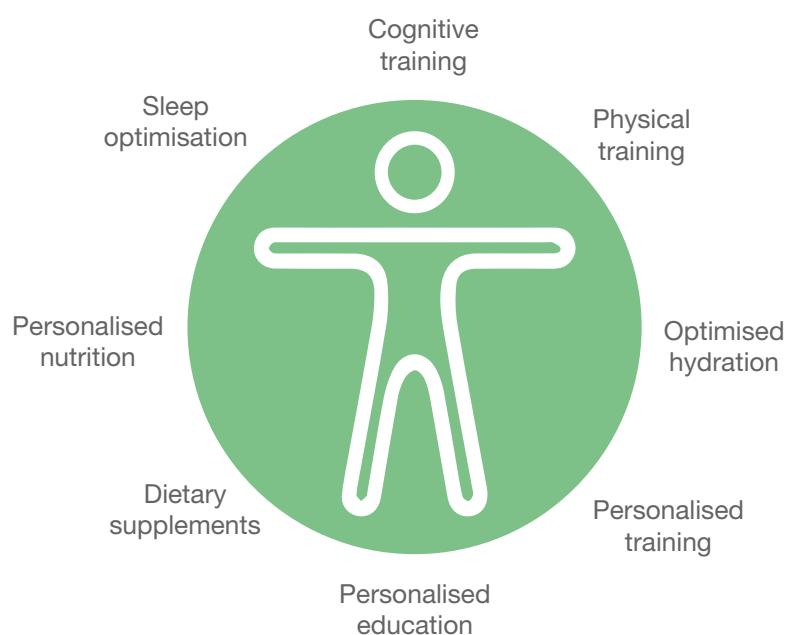 Cognitive
training
Physical
training
Optimised
hydration
Personalised
training
Personalised
education
Dietary
supplements
Personalised
nutrition
Sleep
optimisation